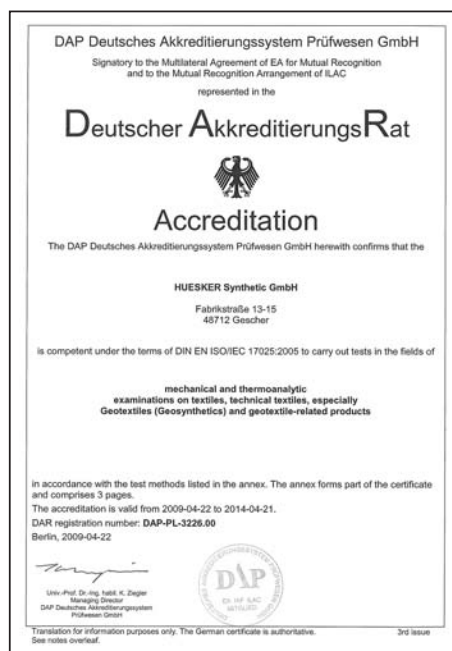 DAP Deutsches Akkreditierungssystem Prüfwesen GmbH
Signatory to the Multilateral Agreement of EA for Mutual Recognition
and to the Mutual Recognition Arrangement of ILAC
represented in the
Deutscher AkkreditierungsRat
Accreditation
The DAP Deutsches Akkreditierungssystem Prüfwesen GmbH herewith confirms that the
HUESKER Synthetic GmbH
Fabrikstraße 13-15
48712 Gescher
is competent under the terms of DIN EN ISO/IEC 17025:2005 to carry out tests in the fields of
mechanical and thermoanalytic
examinations on textiles, technical textiles, especially
Geotextiles (Geosynthetics) and geotextile-related products
in accordance with the test methods listed in the annex. The annex forms part of the certificate
and comprises 3 pages.
The accreditation is valid from 2009-04-22 to 2014-04-21.
DAR registration number: DAP-PL-3226.00
Berlin, 2009-04-22
Univ.-Prof. Dr.-Ing. habil. K. Ziegler
Managing Director
DAP Deutsches Akkreditierungssystem
Prüfwesen GmbH
DAP
EA IAF ILAC
MITGLIED
Translation for information purposes only. The German certificate is authoritative.
See notes overleaf.
3rd issue